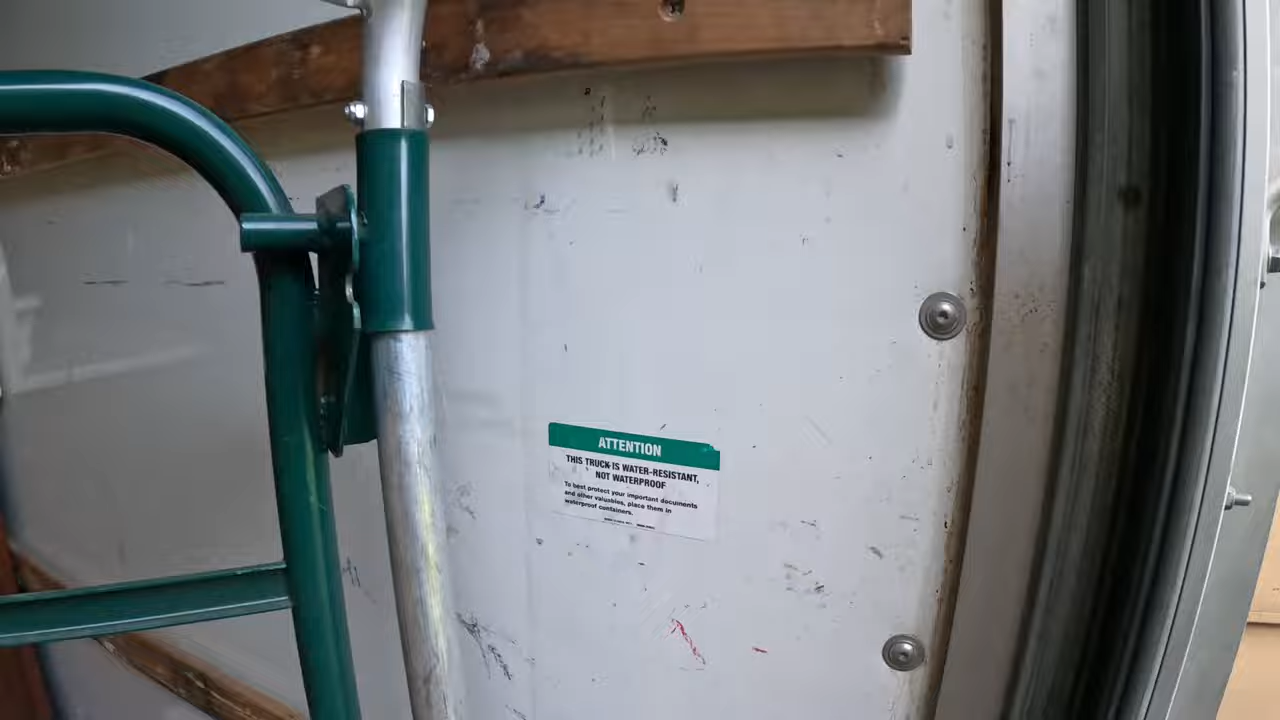 ATTENTION
THIS TRUCK IS WATER-RESISTANT,
NOT WATERPROOF
To best protect your important documents
and other valuables, place them in
waterproof containers.